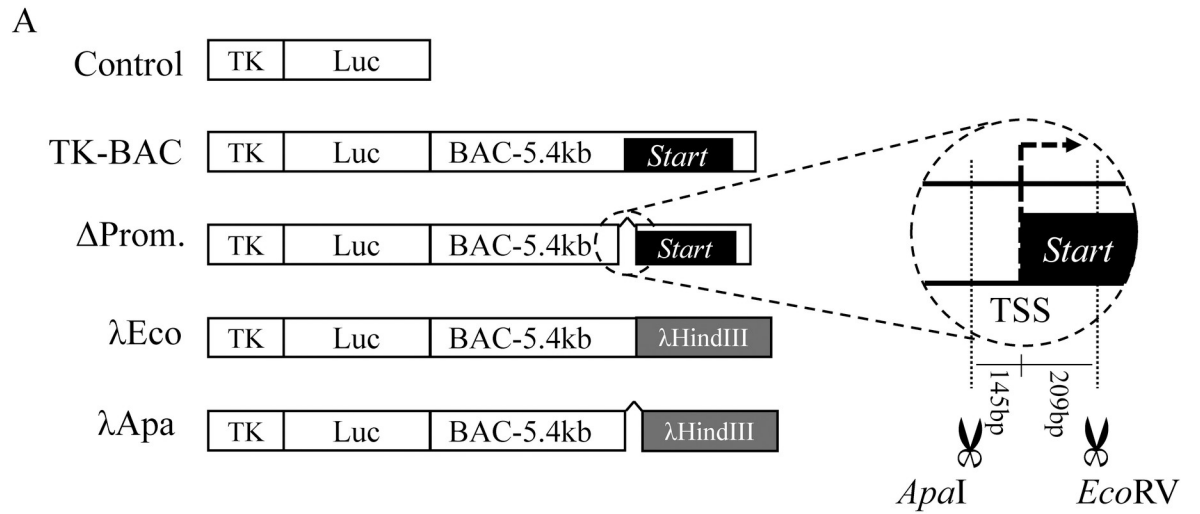 A
Control TK Luc
TK-BAC TK Luc BAC-5.4kb Start
ΔProm. TK Luc BAC-5.4kb Start
λEco TK Luc BAC-5.4kb λHindIII
λApa TK Luc BAC-5.4kb λHindIII
Start
TSS
145bp 209bp
ApaI EcoRV